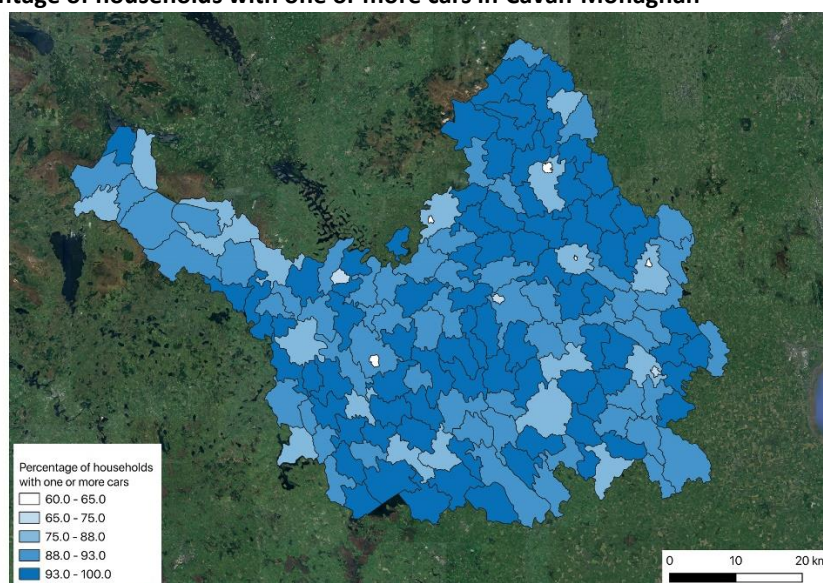 ntage of households with one or more cars in Cavan-Monaghan
Percentage of households
with one or more cars
60.0 - 65.0
65.0 - 75.0
75.0 - 88.0
88.0 - 93.0
93.0 - 100.0
0 10 20 km